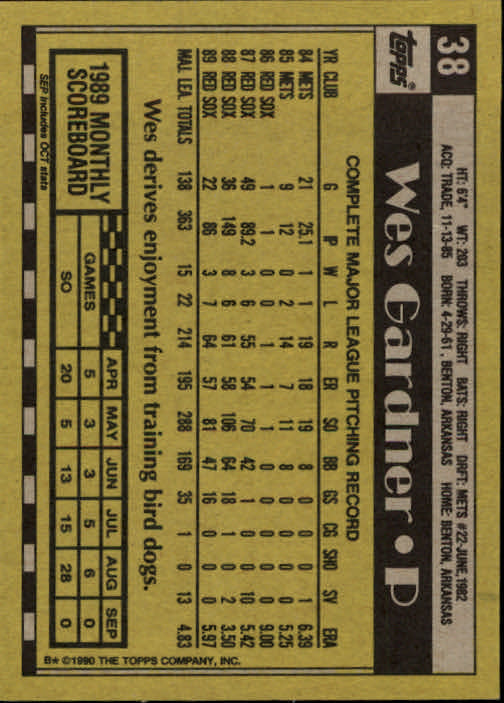 38
topps®
Wes Gardner • P
HT: 6'4" WT: 203 THROWS: RIGHT BATS: RIGHT DRFT: METS #22-JUNE, 1982
ACQ: TRADE, 11-13-85 BORN: 4-29-61, BENTON, ARKANSAS HOME: BENTON, ARKANSAS
COMPLETE MAJOR LEAGUE PITCHING RECORD
YR CLUB G IP W L R ER SO BB GS CG SHO SV ERA
84 METS 21 25.1 1 1 19 18 19 8 0 0 0 1 6.39
85 METS 9 12 0 2 14 7 11 8 0 0 0 0 5.25
86 RED SOX 1 1 0 0 1 1 1 0 0 0 0 0 9.00
87 RED SOX 49 89.2 3 6 55 54 70 42 1 0 0 10 5.42
88 RED SOX 36 149 8 6 61 58 106 64 18 1 0 2 3.50
89 RED SOX 22 86 3 7 64 57 81 47 16 0 0 0 5.97
MAJ. LEA. TOTALS 138 363 15 22 214 195 288 169 35 1 0 13 4.83
Wes derives enjoyment from training bird dogs.
1989 MONTHLY
SCOREBOARD
SEP includes OCT stats
APR MAY JUN JUL AUG SEP
GAMES 5 3 3 5 6 0
SO 20 5 13 15 28 0
B* ©1990 THE TOPPS COMPANY, INC.